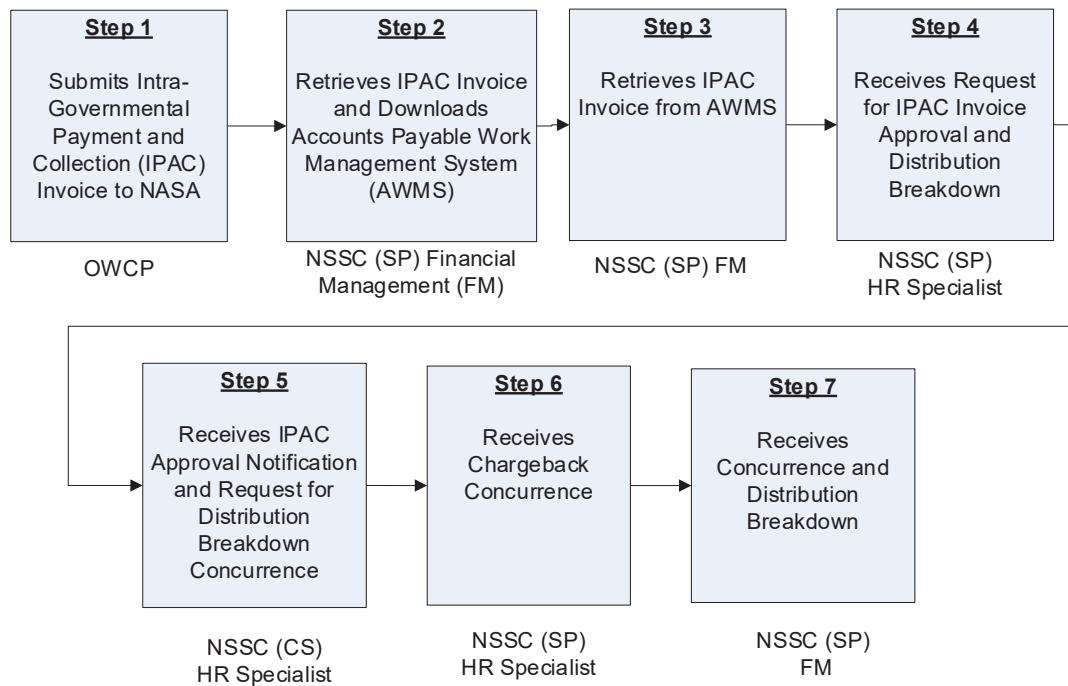 Step 1
Submits Intra-
Governmental
Payment and
Collection (IPAC)
Invoice to NASA
OWCP
Step 2
Retrieves IPAC Invoice
and Downloads
Accounts Payable Work
Management System
(AWMS)
NSSC (SP) Financial
Management (FM)
Step 3
Retrieves IPAC
Invoice from AWMS
NSSC (SP) FM
Step 4
Receives Request
for IPAC Invoice
Approval and
Distribution
Breakdown
NSSC (SP)
HR Specialist
Step 5
Receives IPAC
Approval Notification
and Request for
Distribution
Breakdown
Concurrence
NSSC (CS)
HR Specialist
Step 6
Receives
Chargeback
Concurrence
NSSC (SP)
HR Specialist
Step 7
Receives
Concurrence and
Distribution
Breakdown
NSSC (SP)
FM